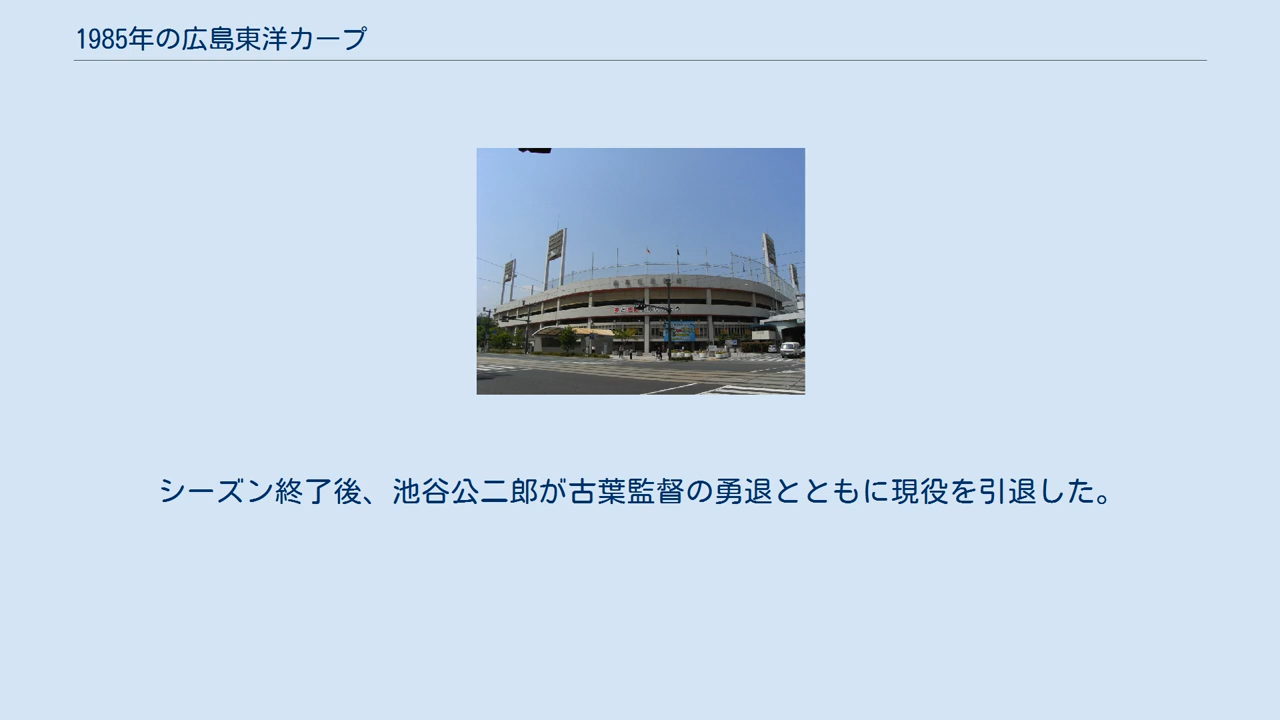 1985年の広島東洋カープ
シーズン終了後、池谷公二郎が古葉監督の勇退とともに現役を引退した。